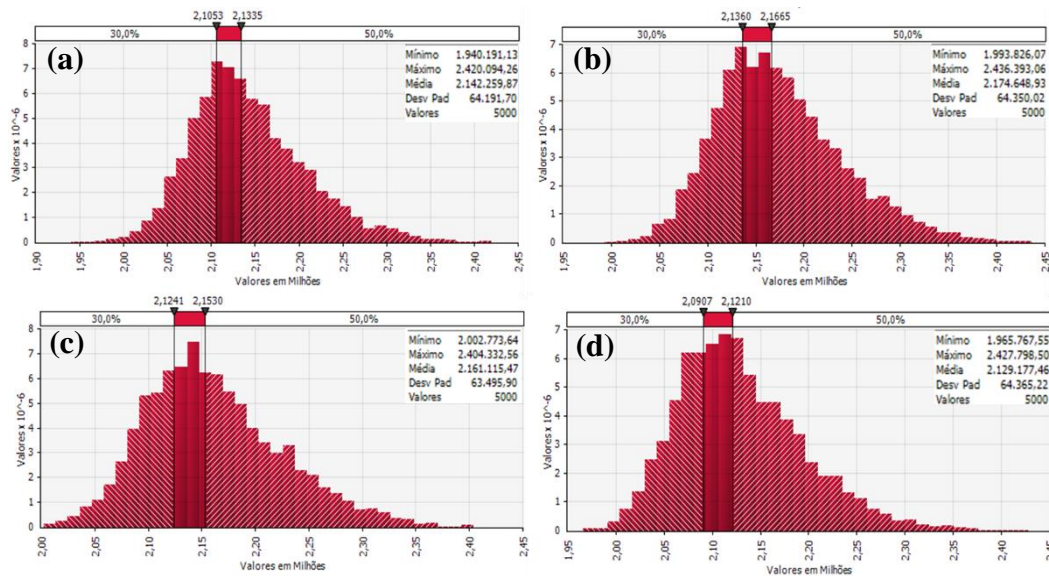 2,1053 2,1335
30,0% 50,0%
(a)
Mínimo 1.940.191,13
Máximo 2.420.094,26
Média 2.142.259,87
Desv Pad 64.191,70
Valores 5000
Valores x 10^-6
8
7
6
5
4
3
2
1
0
1,90 1,95 2,00 2,05 2,10 2,15 2,20 2,25 2,30 2,35 2,40 2,45
Valores em Milhões
2,1360 2,1665
30,0% 50,0%
(b)
Mínimo 1.993.826,07
Máximo 2.436.393,06
Média 2.174.648,93
Desv Pad 64.350,02
Valores 5000
Valores x 10^-6
7
6
5
4
3
2
1
0
1,95 2,00 2,05 2,10 2,15 2,20 2,25 2,30 2,35 2,40 2,45
Valores em Milhões
2,1241 2,1530
30,0% 50,0%
(c)
Mínimo 2.002.773,64
Máximo 2.404.332,56
Média 2.161.115,47
Desv Pad 63.495,90
Valores 5000
Valores x 10^-6
8
7
6
5
4
3
2
1
0
2,00 2,05 2,10 2,15 2,20 2,25 2,30 2,35 2,40 2,45
Valores em Milhões
2,0907 2,1210
30,0% 50,0%
(d)
Mínimo 1.965.767,55
Máximo 2.427.798,50
Média 2.129.177,46
Desv Pad 64.365,22
Valores 5000
Valores x 10^-6
7
6
5
4
3
2
1
0
1,95 2,00 2,05 2,10 2,15 2,20 2,25 2,30 2,35 2,40 2,45
Valores em Milhões